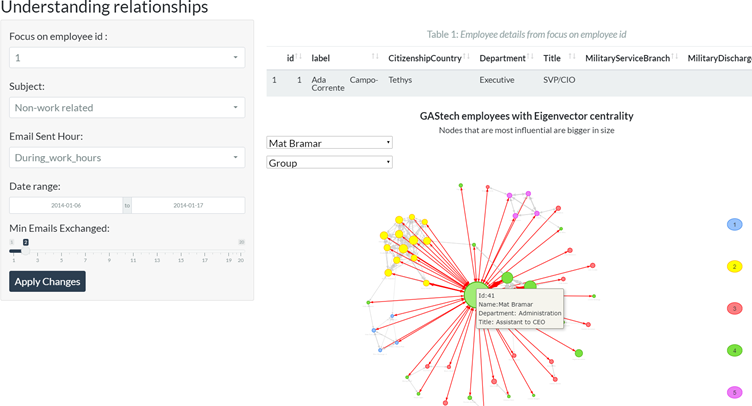 Understanding relationships
Focus on employee id :
1
Subject:
Non-work related
Email Sent Hour:
During_work_hours
Date range:
2014-01-06 to 2014-01-17
Min Emails Exchanged:
2
1 3 5 7 9 11 13 15 17 19 20
Apply Changes
Table 1: Employee details from focus on employee id
id label CitizenshipCountry Department Title MilitaryServiceBranch MilitaryDischarge
1 1 Ada Campo- Tethys Executive SVP/CIO
Corrente
GAStech employees with Eigenvector centrality
Nodes that are most influential are bigger in size
Mat Bramar
Group
Id:41
Name:Mat Bramar
Department: Administration
Title: Assistant to CEO
1
2
3
4
5